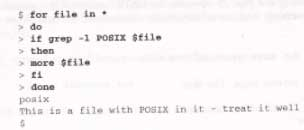 $ for file in *
> do
> if grep -l POSIX $file
> then
> more $file
> fi
> done
posix
This is a file with POSIX in it - treat it well
$